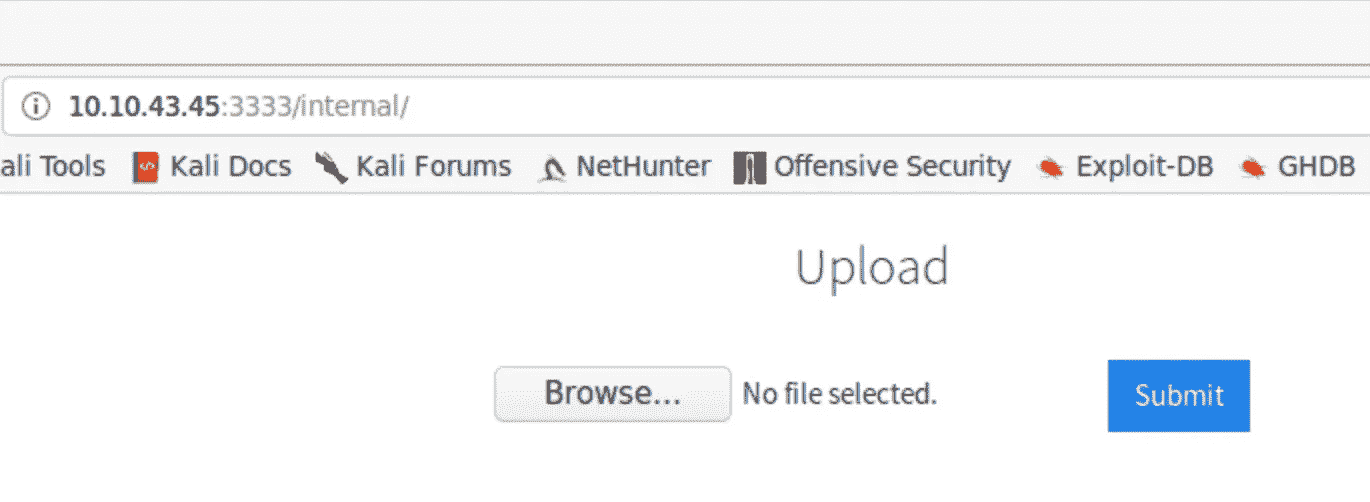 10.10.43.45:3333/internal/
ali Tools Kali Docs Kali Forums NetHunter Offensive Security Exploit-DB GHDB
Upload
Browse... No file selected. Submit